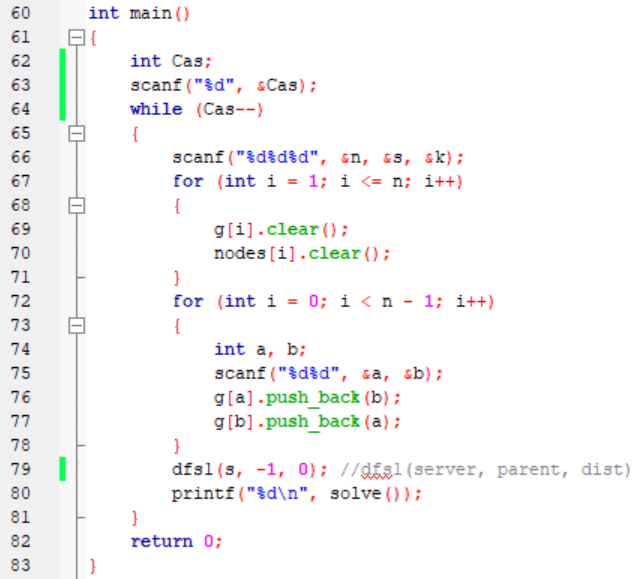 60 int main()
61 {
62 int Cas;
63 scanf("%d", &Cas);
64 while (Cas--)
65 {
66 scanf("%d%d%d", &n, &s, &k);
67 for (int i = 1; i <= n; i++)
68 {
69 g[i].clear();
70 nodes[i].clear();
71 }
72 for (int i = 0; i < n - 1; i++)
73 {
74 int a, b;
75 scanf("%d%d", &a, &b);
76 g[a].push_back(b);
77 g[b].push_back(a);
78 }
79 dfs1(s, -1, 0); //dfs1(server, parent, dist)
80 printf("%d\n", solve());
81 }
82 return 0;
83 }